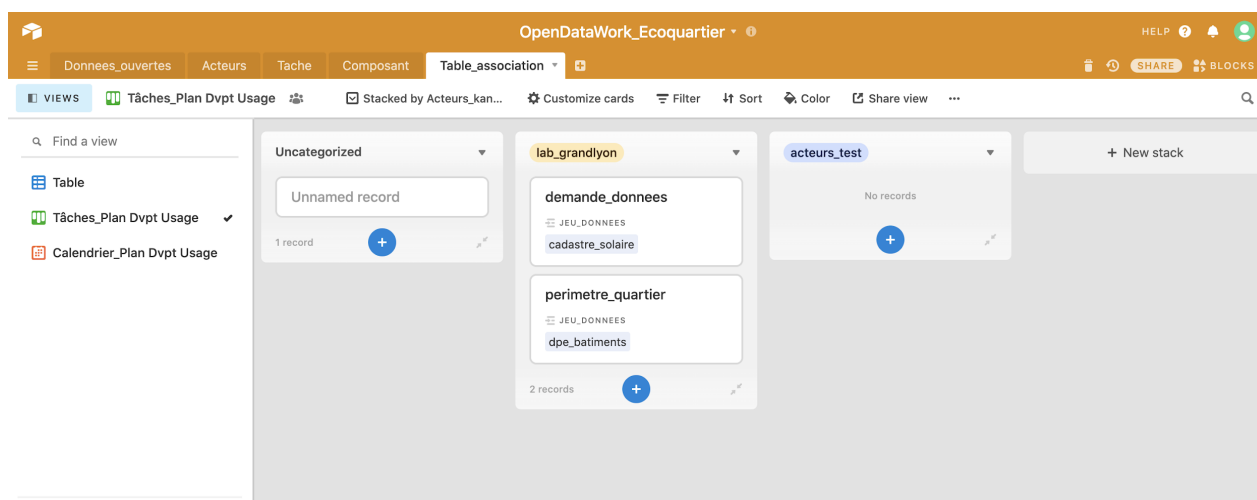 OpenDataWork_Ecoquartier
HELP
Donnees_ouvertes
Acteurs
Tache
Composant
Table_association
SHARE
BLOCKS
VIEWS
Tâches_Plan Dvpt Usage
Stacked by Acteurs_kan...
Customize cards
Filter
Sort
Color
Share view
...
Find a view
Table
Tâches_Plan Dvpt Usage
Calendrier_Plan Dvpt Usage
Uncategorized
Unnamed record
1 record
lab_grandlyon
demande_donnees
JEU_DONNEES
cadastre_solaire
perimetre_quartier
JEU_DONNEES
dpe_batiments
2 records
acteurs_test
No records
+ New stack